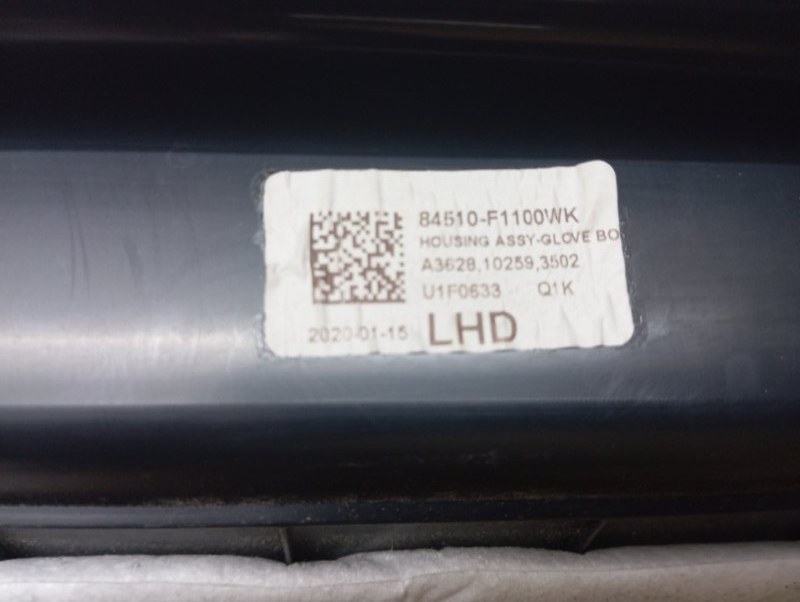 84510-F1100WK
HOUSING ASSY-GLOVE BO
A3628,10259,3502
U1F0633 Q1K
2020-01-15 LHD